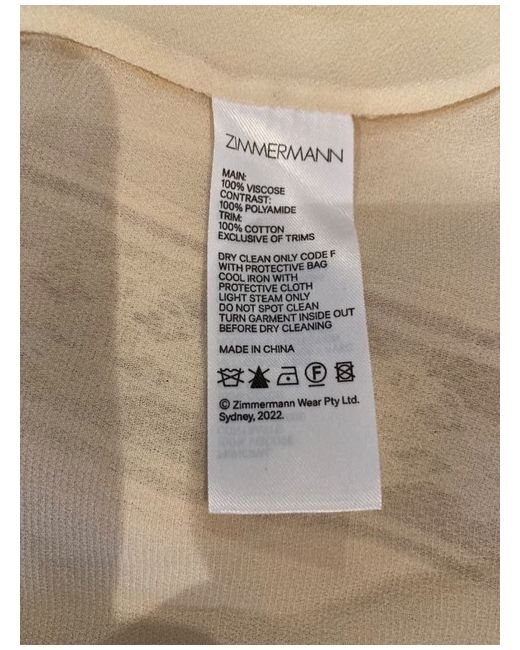 ZIMMERMANN
MAIN:
100% VISCOSE
CONTRAST:
100% POLYAMIDE
TRIM:
100% COTTON
EXCLUSIVE OF TRIMS
DRY CLEAN ONLY CODE F
WITH PROTECTIVE BAG
COOL IRON WITH
PROTECTIVE CLOTH
LIGHT STEAM ONLY
DO NOT SPOT CLEAN
TURN GARMENT INSIDE OUT
BEFORE DRY CLEANING
MADE IN CHINA
F
© Zimmermann Wear Pty Ltd.
Sydney, 2022.